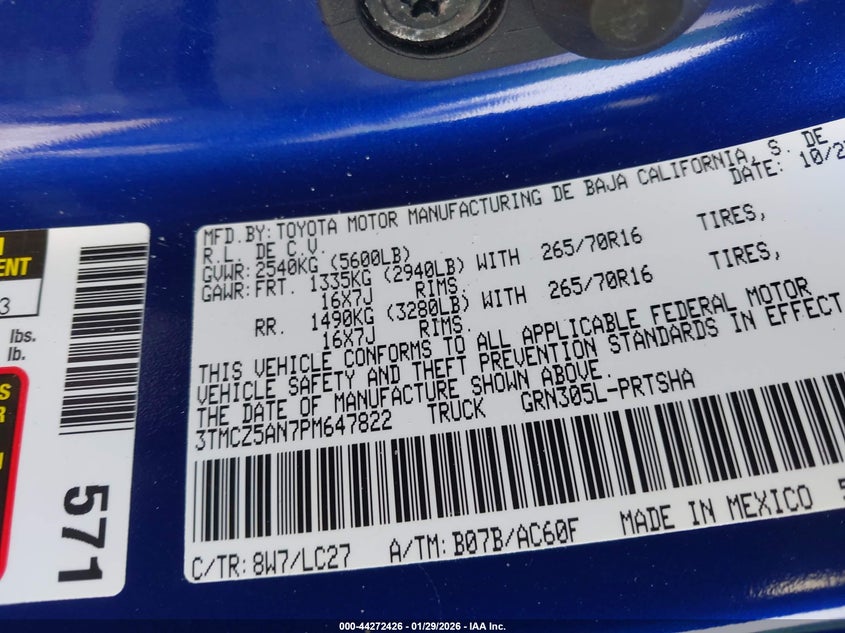 MFD.BY: TOYOTA MOTOR MANUFACTURING DE BAJA CALIFORNIA, S. DE
R.L. DE C.V. DATE: 10/2
GVWR: 2540KG (5600LB)
GAWR: FRT. 1335KG (2940LB) WITH 265/70R16 TIRES,
16X7J RIMS.
RR. 1490KG (3280LB) WITH 265/70R16 TIRES,
16X7J RIMS.
THIS VEHICLE CONFORMS TO ALL APPLICABLE FEDERAL MOTOR
VEHICLE SAFETY AND THEFT PREVENTION STANDARDS IN EFFECT
THE DATE OF MANUFACTURE SHOWN ABOVE.
3TMCZ5AN7PM647822 TRUCK GRN305L-PRTSHA
C/TR: 8W7/LC27 A/TM: B07B/AC60F MADE IN MEXICO 5
ENT
3
lbs.
lb.
S
R
571
000-44272426 - 01/29/2026 - IAA Inc.